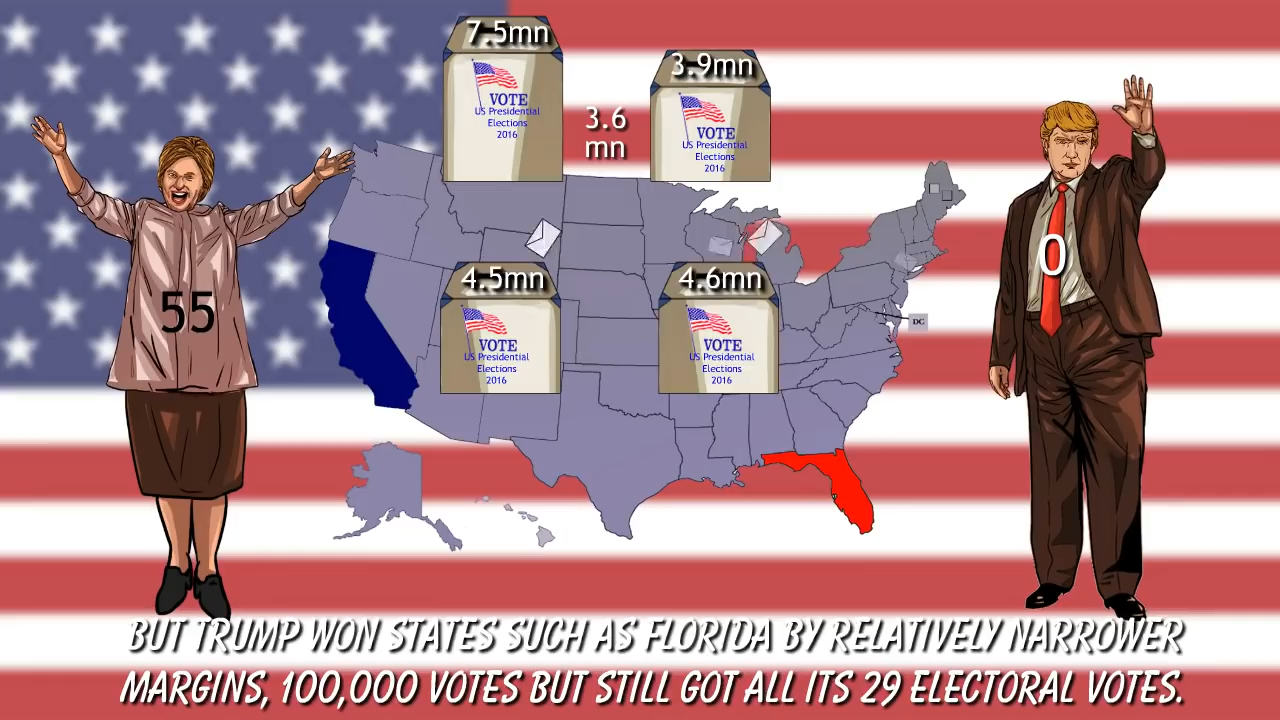 7.5mn
VOTE
US Presidential
Elections
2016
3.6
mn
3.9mn
VOTE
US Presidential
Elections
2016
55
0
4.5mn
VOTE
US Presidential
Elections
2016
4.6mn
VOTE
US Presidential
Elections
2016
DC
BUT TRUMP WON STATES SUCH AS FLORIDA BY RELATIVELY NARROWER
MARGINS, 100,000 VOTES BUT STILL GOT ALL ITS 29 ELECTORAL VOTES.